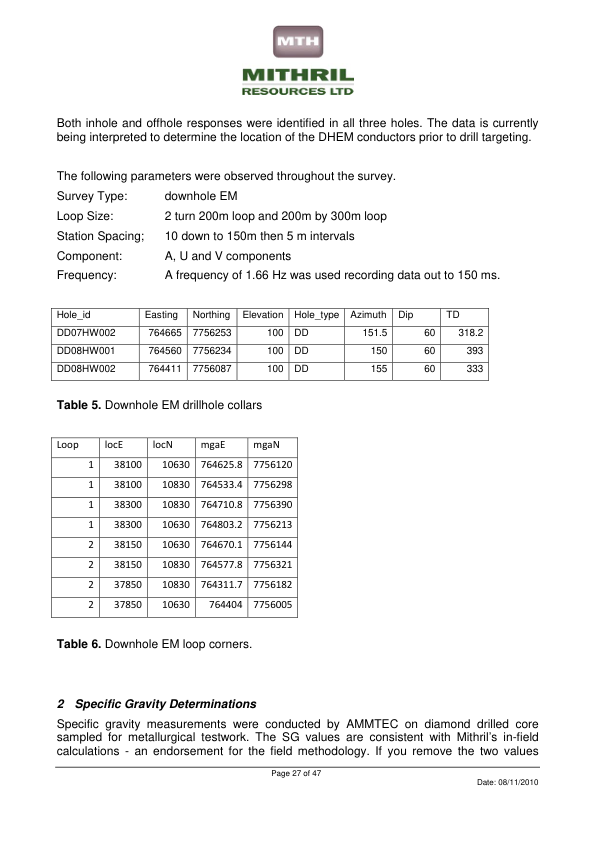 MTH
MITHRIL
RESOURCES LTD
Both inhole and offhole responses were identified in all three holes. The data is currently
being interpreted to determine the location of the DHEM conductors prior to drill targeting.
The following parameters were observed throughout the survey.
Survey Type: downhole EM
Loop Size: 2 turn 200m loop and 200m by 300m loop
Station Spacing; 10 down to 150m then 5 m intervals
Component: A, U and V components
Frequency: A frequency of 1.66 Hz was used recording data out to 150 ms.
Hole_id Easting Northing Elevation Hole_type Azimuth Dip TD
DD07HW002 764665 7756253 100 DD 151.5 60 318.2
DD08HW001 764560 7756234 100 DD 150 60 393
DD08HW002 764411 7756087 100 DD 155 60 333
Table 5. Downhole EM drillhole collars
Loop locE locN mgaE mgaN
1 38100 10630 764625.8 7756120
1 38100 10830 764533.4 7756298
1 38300 10830 764710.8 7756390
1 38300 10630 764803.2 7756213
2 38150 10630 764670.1 7756144
2 38150 10830 764577.8 7756321
2 37850 10830 764311.7 7756182
2 37850 10630 764404 7756005
Table 6. Downhole EM loop corners.
2 Specific Gravity Determinations
Specific gravity measurements were conducted by AMMTEC on diamond drilled core
sampled for metallurgical testwork. The SG values are consistent with Mithril's in-field
calculations - an endorsement for the field methodology. If you remove the two values
Page 27 of 47
Date: 08/11/2010